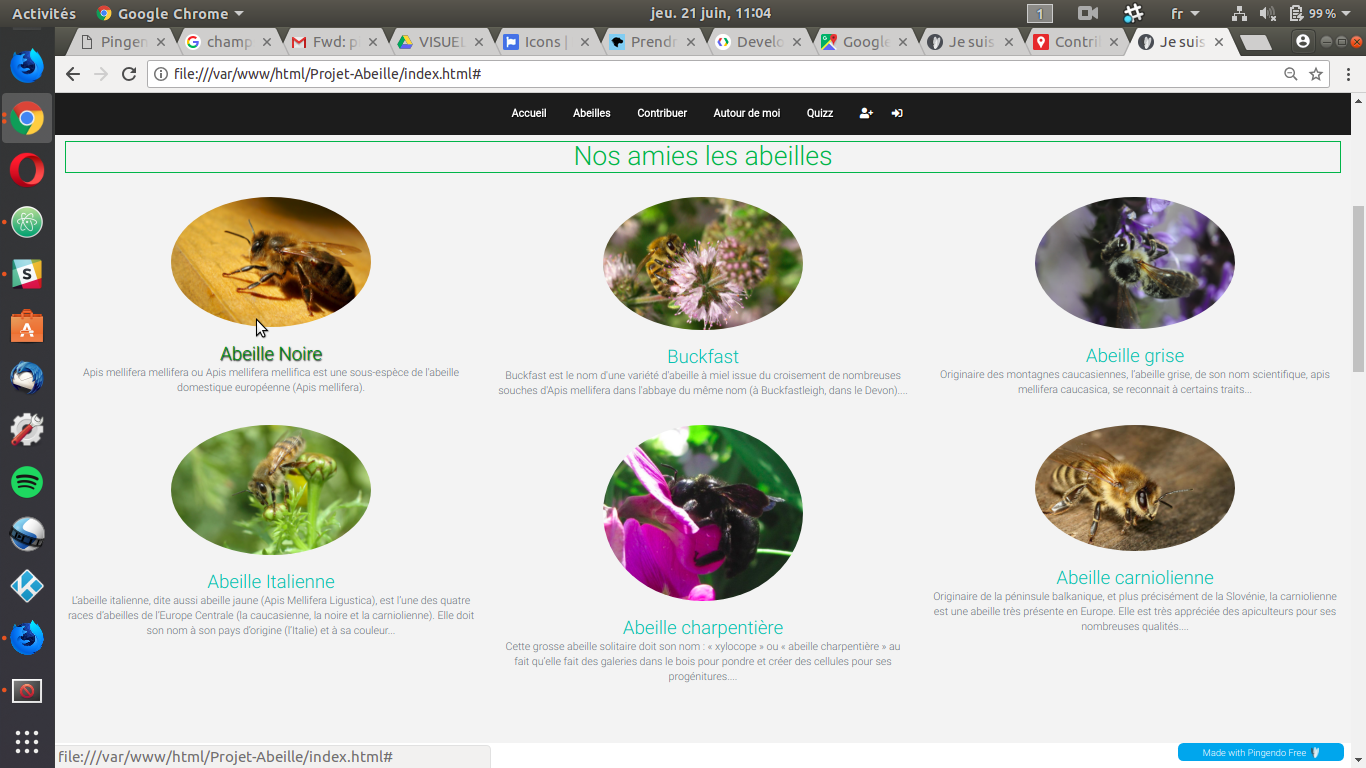 Activités Google Chrome jeu. 21 juin, 11:04 1 fr 99 %
Pingen champ Fwd: p VISUEL Icons | Prendr Develo Google Je suis Contri Je suis
file:///var/www/html/Projet-Abeille/index.html#
Accueil Abeilles Contribuer Autour de moi Quizz
Nos amies les abeilles
Abeille Noire
Apis mellifera mellifera ou Apis mellifera mellifica est une sous-espèce de l'abeille
domestique européenne (Apis mellifera).
Buckfast
Buckfast est le nom d'une variété d'abeille à miel issue du croisement de nombreuses
souches d'Apis mellifera dans l'abbaye du même nom (à Buckfastleigh, dans le Devon)....
Abeille grise
Originaire des montagnes caucasiennes, l'abeille grise, de son nom scientifique, apis
mellifera caucasica, se reconnait à certains traits...
Abeille Italienne
L'abeille italienne, dite aussi abeille jaune (Apis Mellifera Ligustica), est l'une des quatre
races d'abeilles de l'Europe Centrale (la caucasienne, la noire et la carniolienne). Elle doit
son nom à son pays d'origine (l'Italie) et à sa couleur...
Abeille charpentière
Cette grosse abeille solitaire doit son nom : « xylocope » ou « abeille charpentière » au
fait qu'elle fait des galeries dans le bois pour pondre et créer des cellules pour ses
progénitures....
Abeille carniolienne
Originaire de la péninsule balkanique, et plus précisément de la Slovénie, la carniolienne
est une abeille très présente en Europe. Elle est très appréciée des apiculteurs pour ses
nombreuses qualités....
file:///var/www/html/Projet-Abeille/index.html#
Made with Pingendo Free